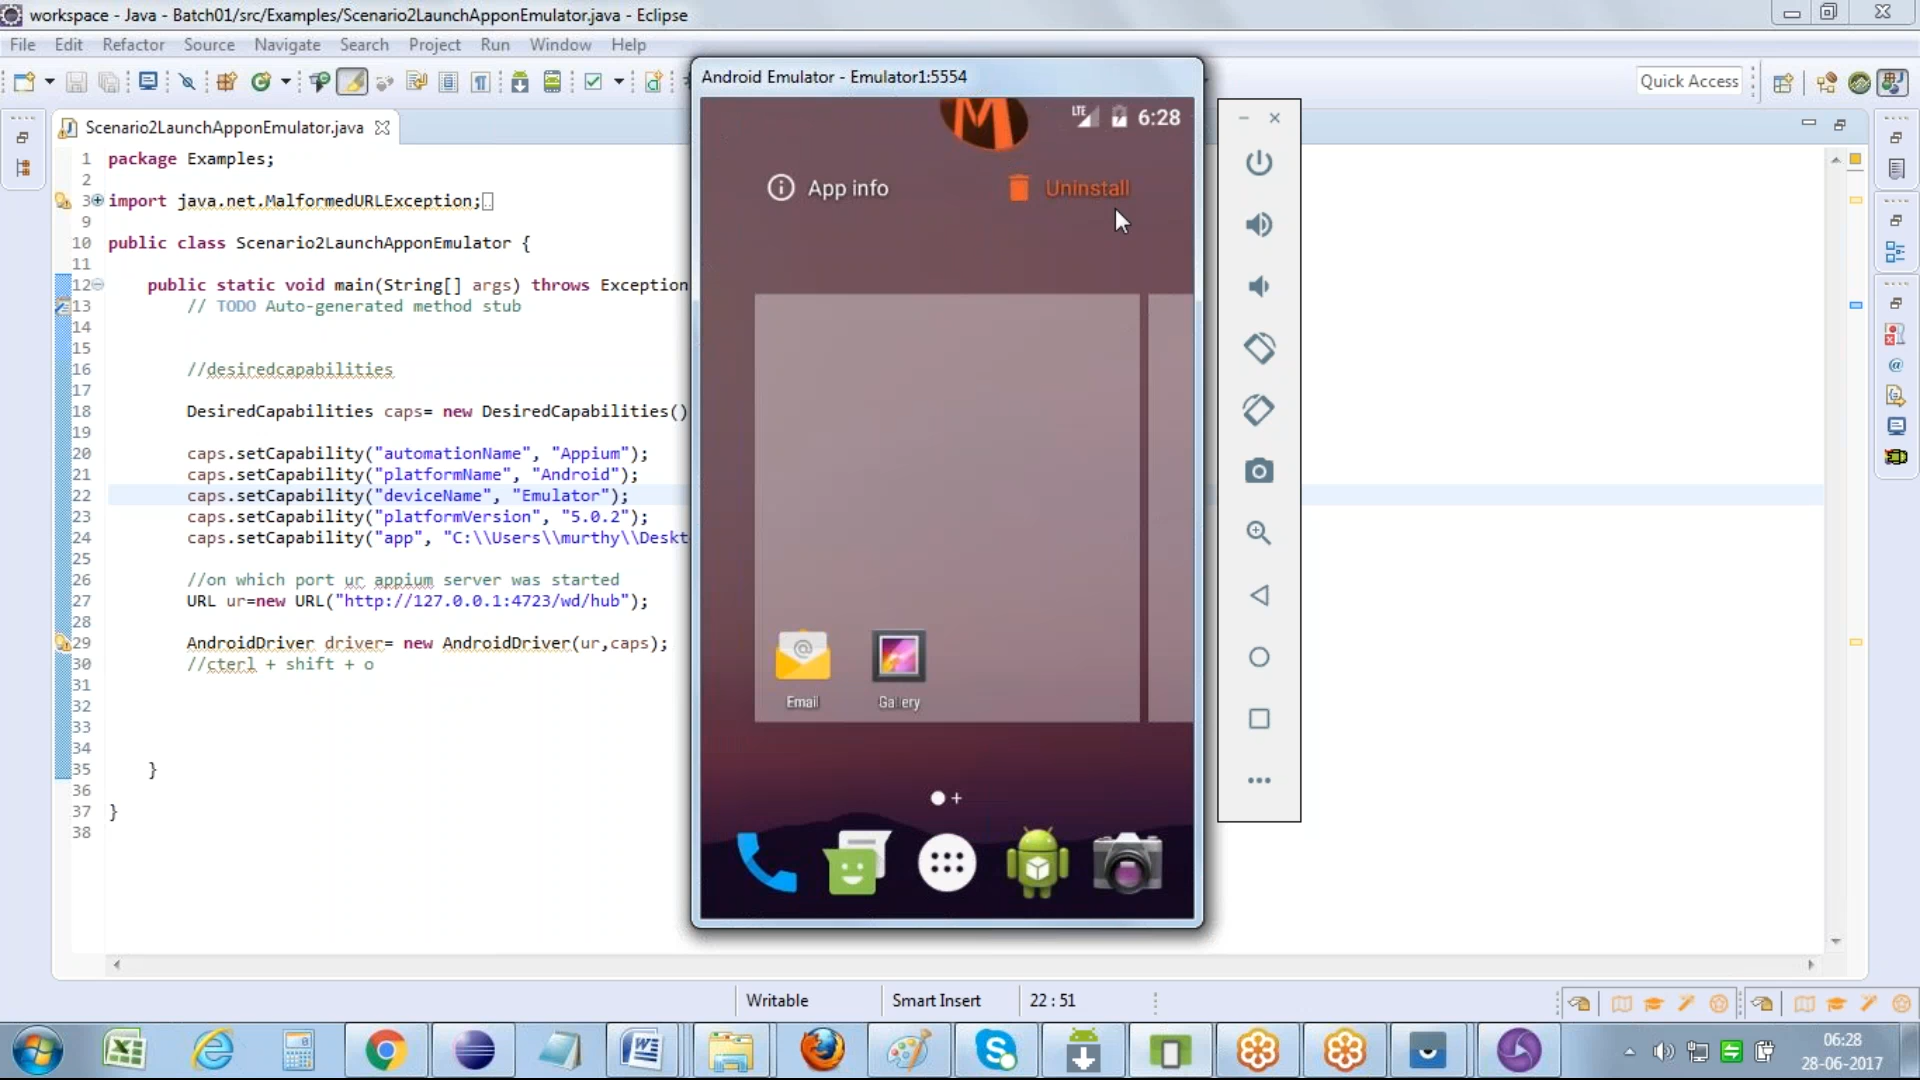 workspace - Java - Batch01/src/Examples/Scenario2LaunchApponEmulator.java - Eclipse
File Edit Refactor Source Navigate Search Project Run Window Help
Quick Access
Scenario2LaunchApponEmulator.java
1 package Examples;
2
3 import java.net.MalformedURLException;
9
10 public class Scenario2LaunchApponEmulator {
11
12 public static void main(String[] args) throws Exception
13 // TODO Auto-generated method stub
14
15
16 //desiredcapabilities
17
18 DesiredCapabilities caps= new DesiredCapabilities()
19
20 caps.setCapability("automationName", "Appium");
21 caps.setCapability("platformName", "Android");
22 caps.setCapability("deviceName", "Emulator");
23 caps.setCapability("platformVersion", "5.0.2");
24 caps.setCapability("app", "C:\\Users\\murthy\\Deskt
25
26 //on which port ur appium server was started
27 URL ur=new URL("http://127.0.0.1:4723/wd/hub");
28
29 AndroidDriver driver= new AndroidDriver(ur,caps);
30 //cterl + shift + o
31
32
33
34
35 }
36
37 }
38
Android Emulator - Emulator1:5554
LTE 6:28
App info Uninstall
Email Gallery
Writable Smart Insert 22 : 51
06:28
28-06-2017